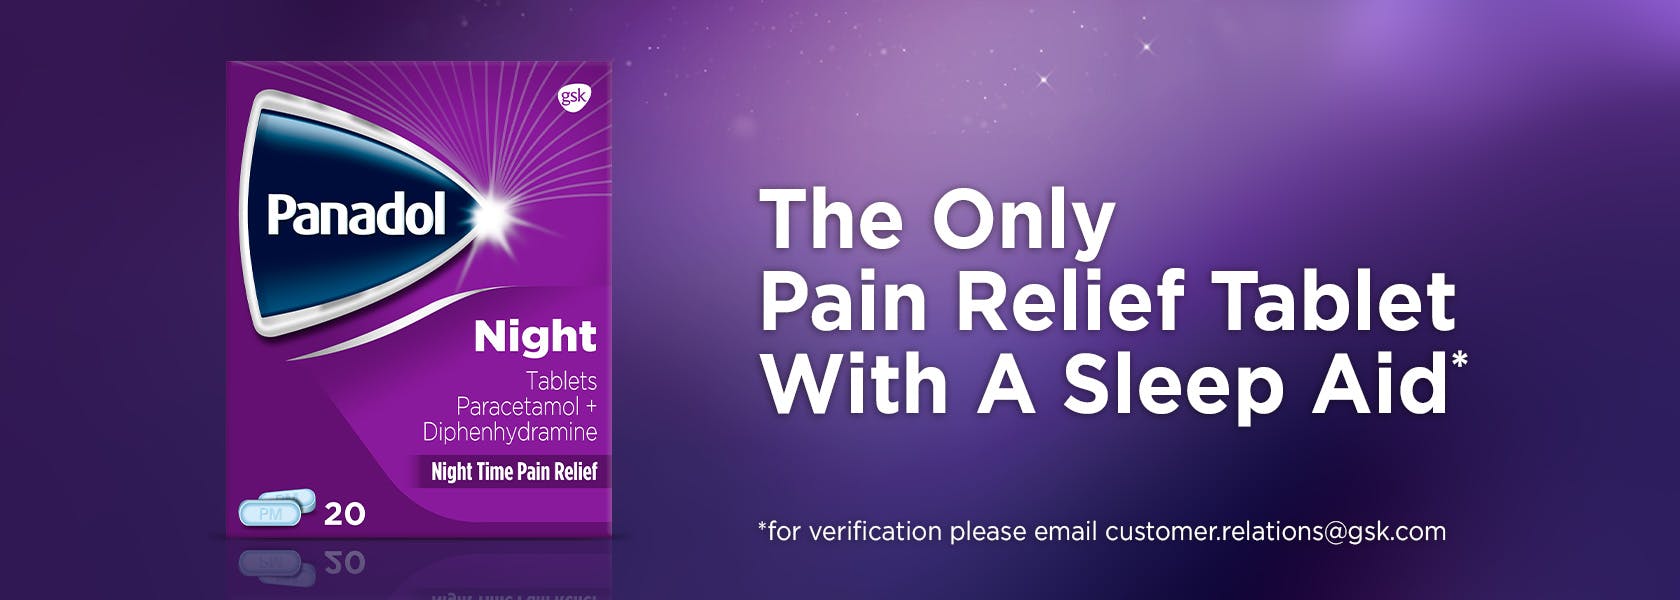 gsk
Panadol
Night
Tablets
Paracetamol +
Diphenhydramine
Night Time Pain Relief
PM
20
The Only
Pain Relief Tablet
With A Sleep Aid*
*for verification please email customer.relations@gsk.com